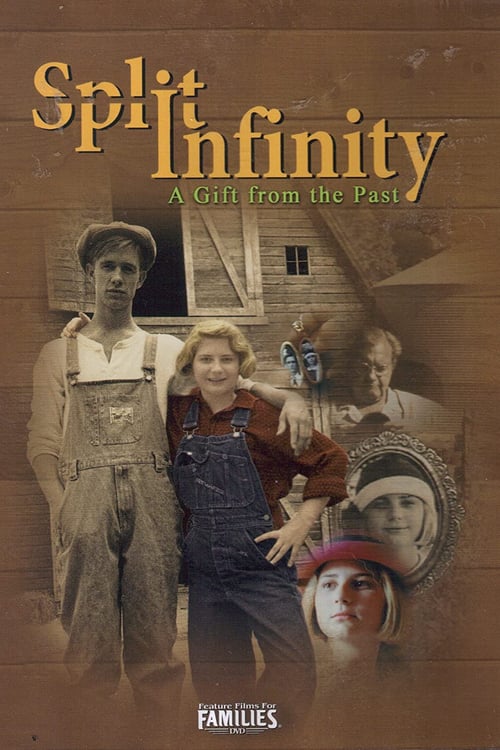 Split
Infinity
A Gift from the Past
Feature Films For
FAMILIES
DVD